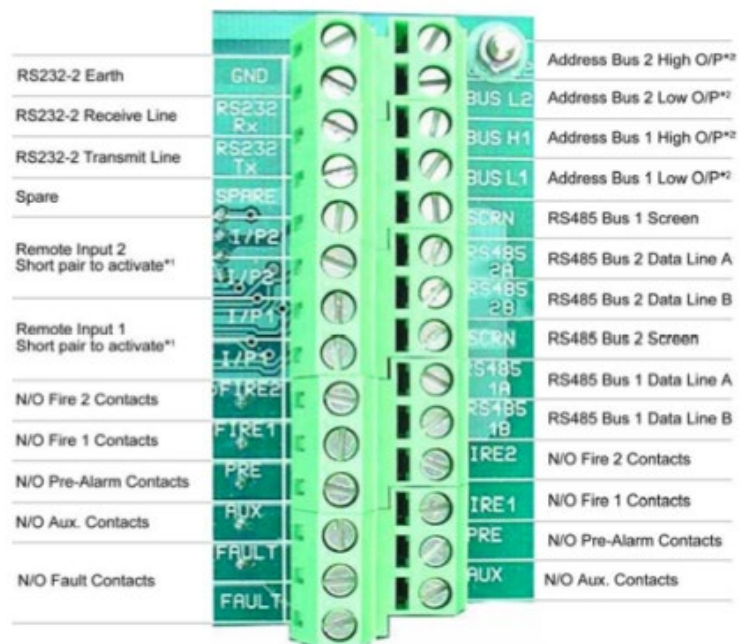 RS232-2 Earth
RS232-2 Receive Line
RS232-2 Transmit Line
Spare
Remote Input 2
Short pair to activate*¹
Remote Input 1
Short pair to activate*¹
N/O Fire 2 Contacts
N/O Fire 1 Contacts
N/O Pre-Alarm Contacts
N/O Aux. Contacts
N/O Fault Contacts
GND
RS232
Rx
RS232
Tx
SPARE
I/P2
I/P2
I/P1
I/P1
FIRE2
FIRE1
PRE
AUX
FAULT
FAULT
BUS L2
BUS H1
BUS L1
SCRN
RS485
2A
RS485
2B
SCRN
RS485
1A
RS485
1B
IRE2
IRE1
PRE
AUX
Address Bus 2 High O/P*²
Address Bus 2 Low O/P*²
Address Bus 1 High O/P*²
Address Bus 1 Low O/P*²
RS485 Bus 1 Screen
RS485 Bus 2 Data Line A
RS485 Bus 2 Data Line B
RS485 Bus 2 Screen
RS485 Bus 1 Data Line A
RS485 Bus 1 Data Line B
N/O Fire 2 Contacts
N/O Fire 1 Contacts
N/O Pre-Alarm Contacts
N/O Aux. Contacts